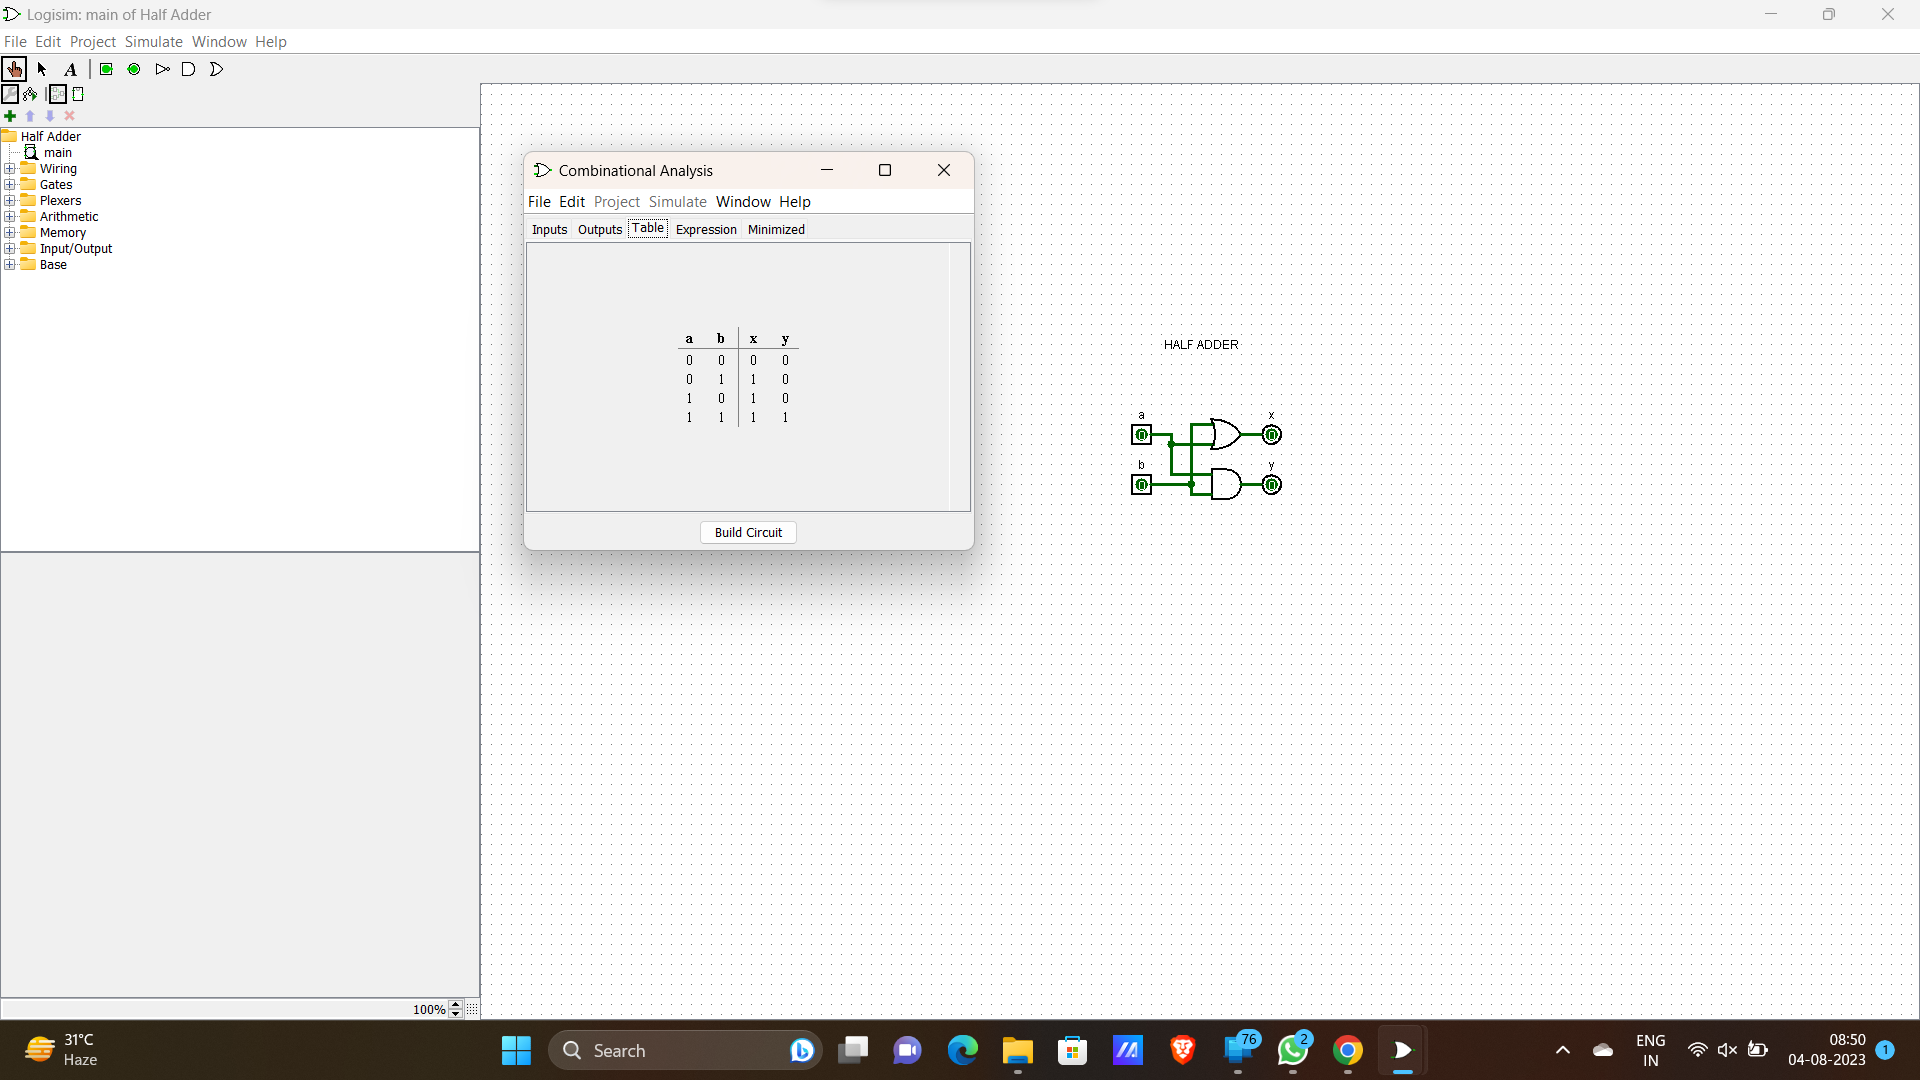 Logisim: main of Half Adder
File Edit Project Simulate Window Help
A
Half Adder
main
Wiring
Gates
Plexers
Arithmetic
Memory
Input/Output
Base
100%
Combinational Analysis
File Edit Project Simulate Window Help
Inputs Outputs Table Expression Minimized
a b x y
0 0 0 0
0 1 1 0
1 0 1 0
1 1 1 1
Build Circuit
HALF ADDER
a x
0 0
b y
0 0
31°C
Haze
Search
76
2
ENG
IN
08:50
04-08-2023
1